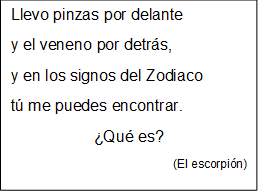 Llevo pinzas por delante
y el veneno por detrás,
y en los signos del Zodiaco
tú me puedes encontrar.
¿Qué es?
(El escorpión)